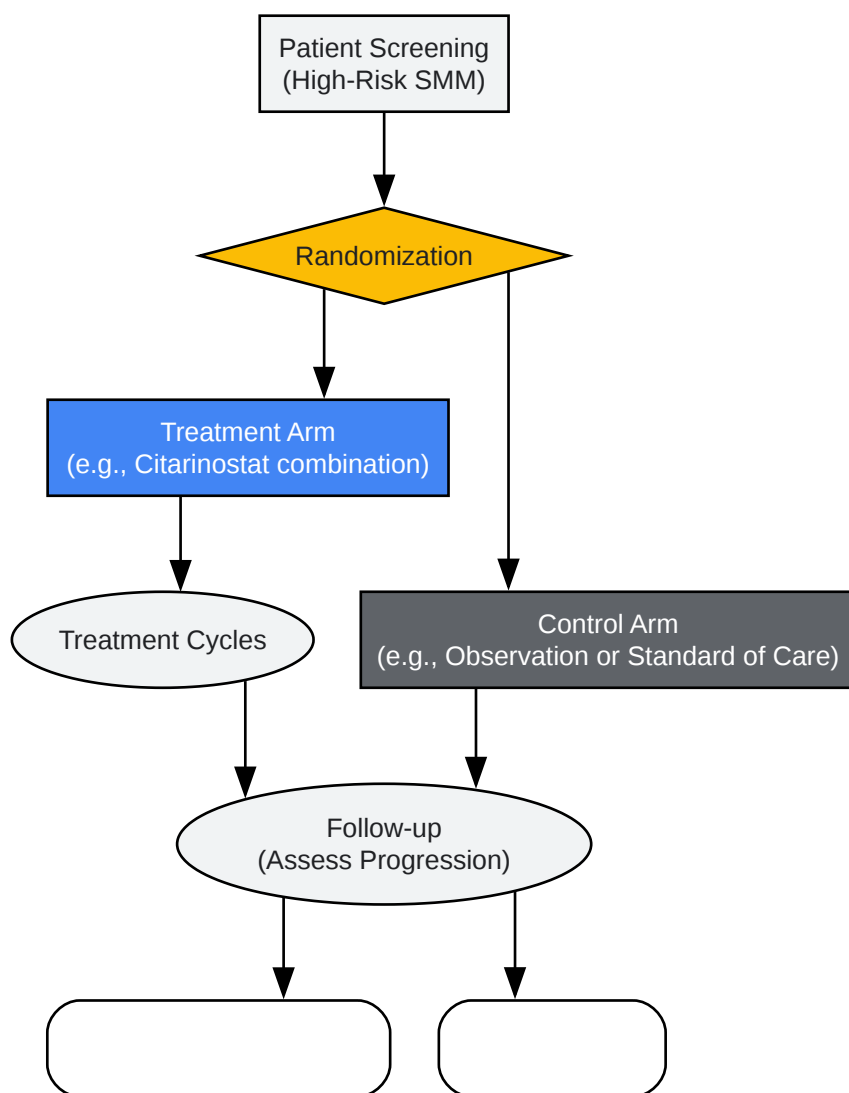 Patient Screening
(High-Risk SMM)
Randomization
Treatment Arm
(e.g., Citarinostat combination)
Treatment Cycles
Control Arm
(e.g., Observation or Standard of Care)
Follow-up
(Assess Progression)